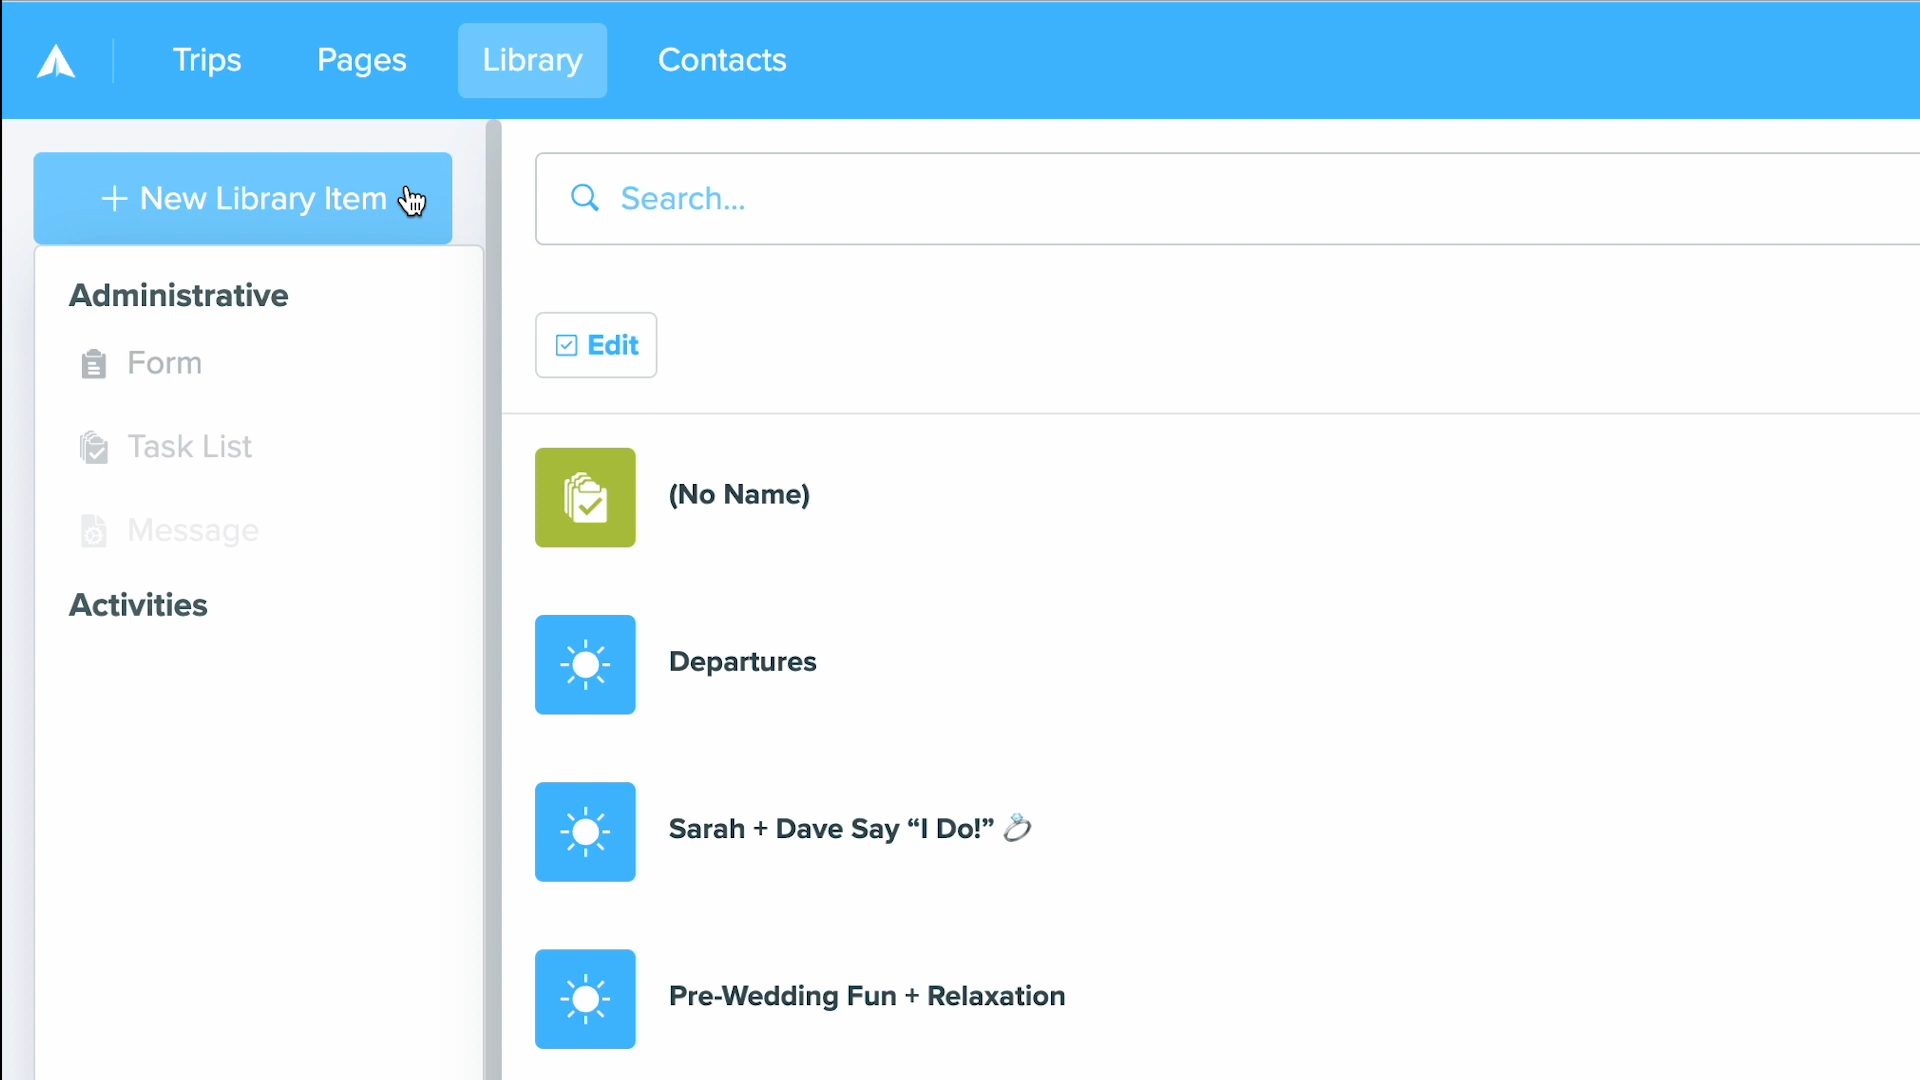 Trips
Pages
Library
Contacts
+ New Library Item
Search...
Administrative
Form
Task List
Message
Activities
Edit
(No Name)
Departures
Sarah + Dave Say “I Do!” 💍
Pre-Wedding Fun + Relaxation